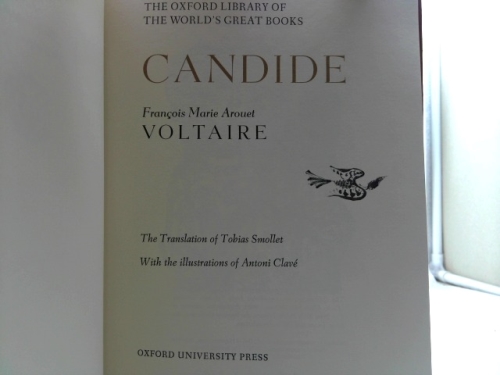 THE OXFORD LIBRARY OF
THE WORLD'S GREAT BOOKS
CANDIDE
François Marie Arouet
VOLTAIRE
The Translation of Tobias Smollet
With the illustrations of Antoni Clavé
OXFORD UNIVERSITY PRESS